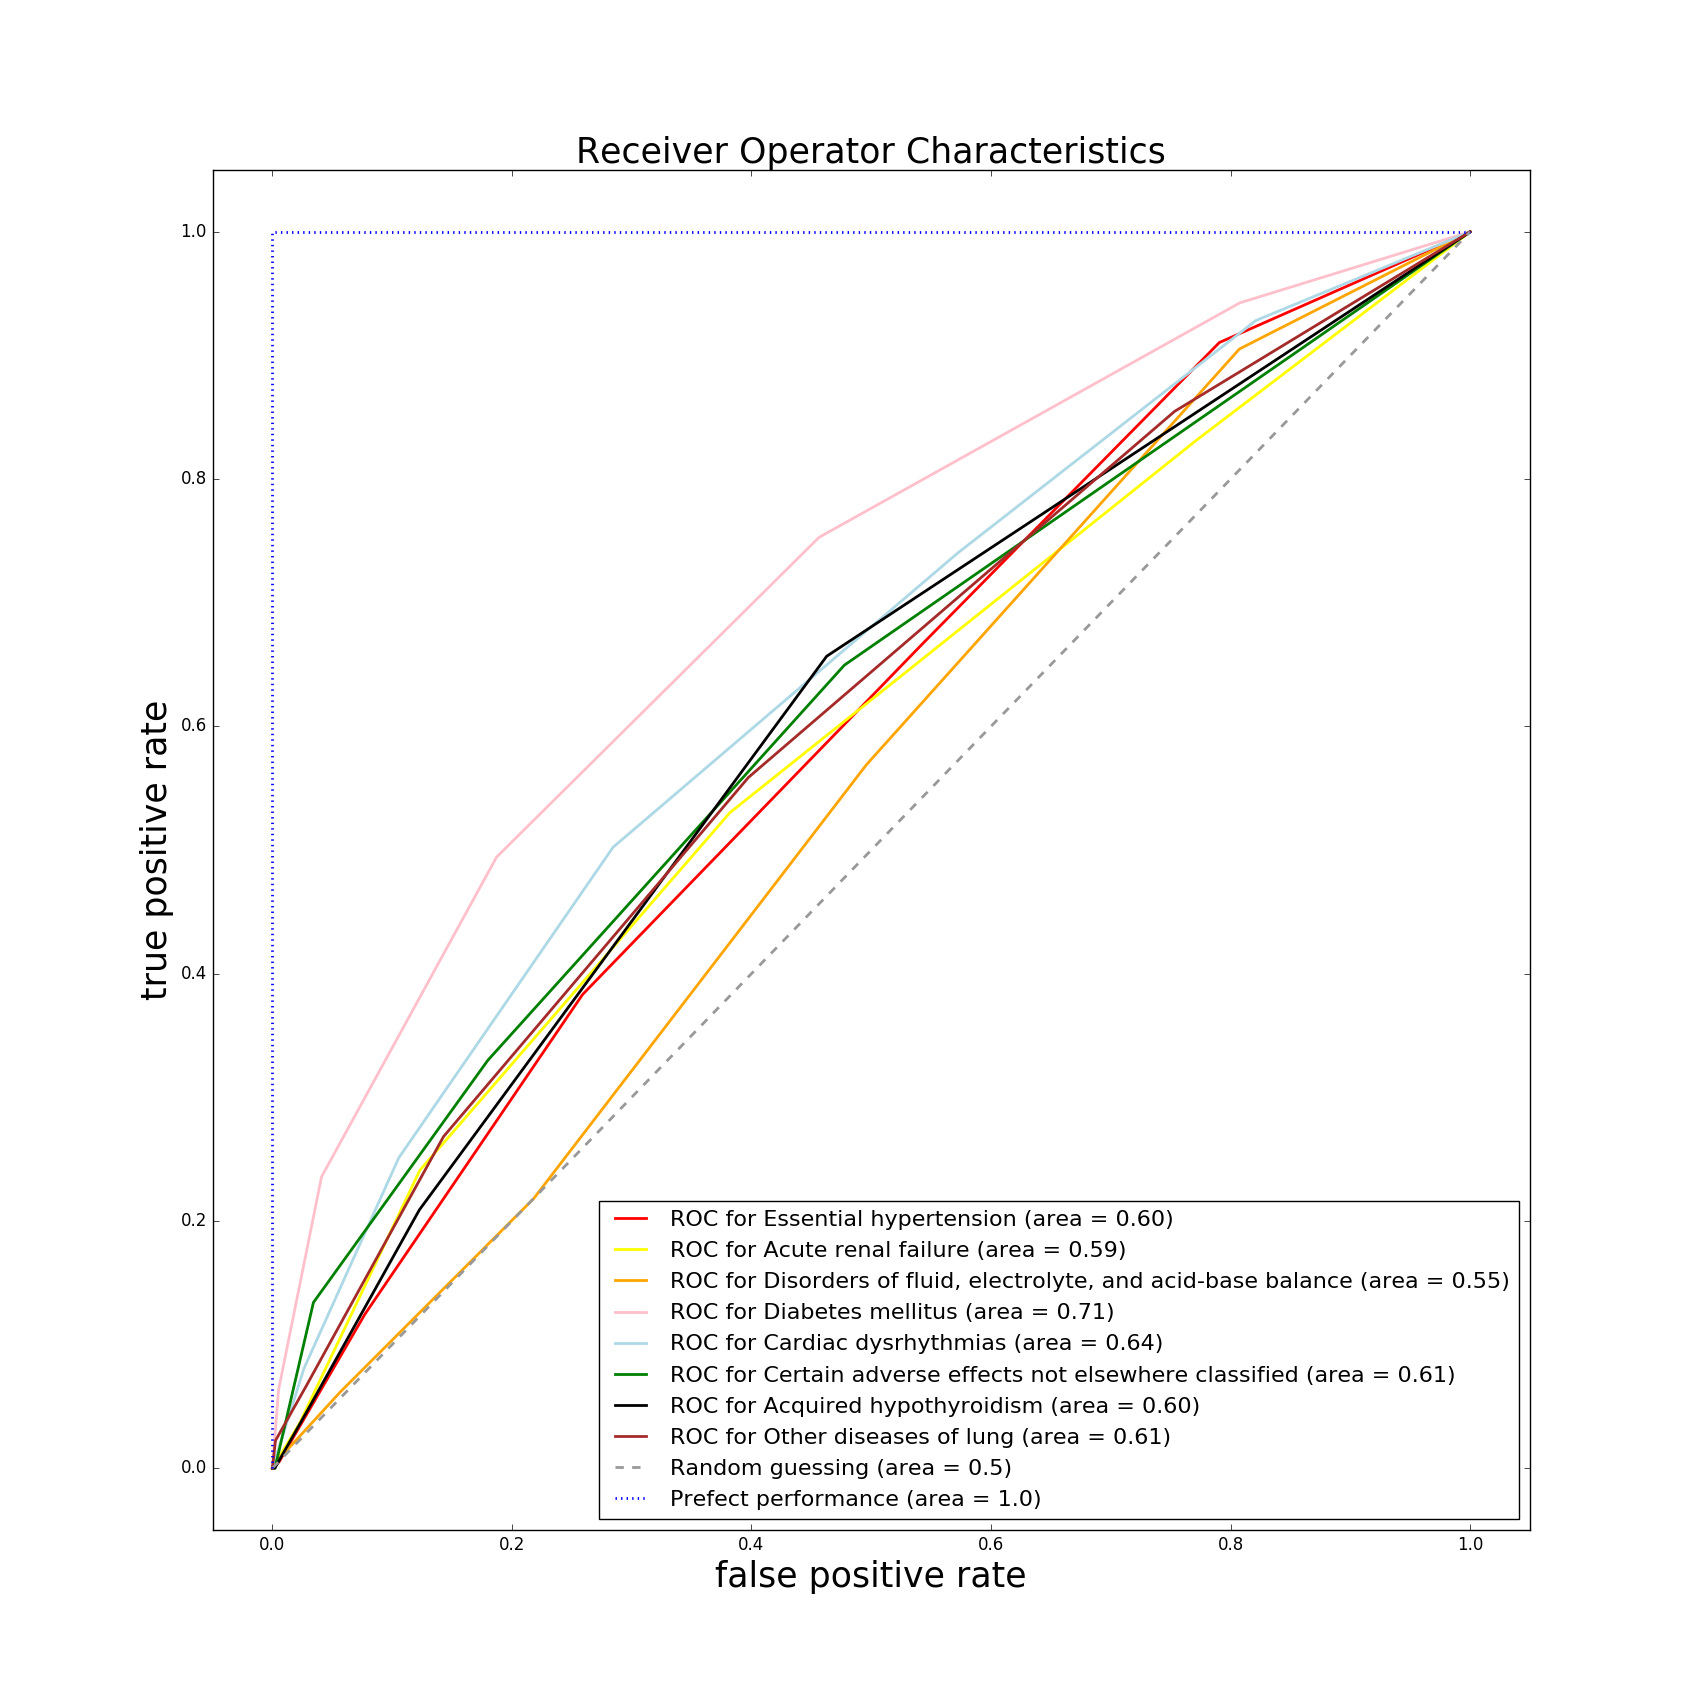 Receiver Operator Characteristics
1.0
0.8
0.6
0.4
0.2
0.0
true positive rate
ROC for Essential hypertension (area = 0.60)
ROC for Acute renal failure (area = 0.59)
ROC for Disorders of fluid, electrolyte, and acid-base balance (area = 0.55)
ROC for Diabetes mellitus (area = 0.71)
ROC for Cardiac dysrhythmias (area = 0.64)
ROC for Certain adverse effects not elsewhere classified (area = 0.61)
ROC for Acquired hypothyroidism (area = 0.60)
ROC for Other diseases of lung (area = 0.61)
Random guessing (area = 0.5)
Prefect performance (area = 1.0)
0.0 0.2 0.4 0.6 0.8 1.0
false positive rate